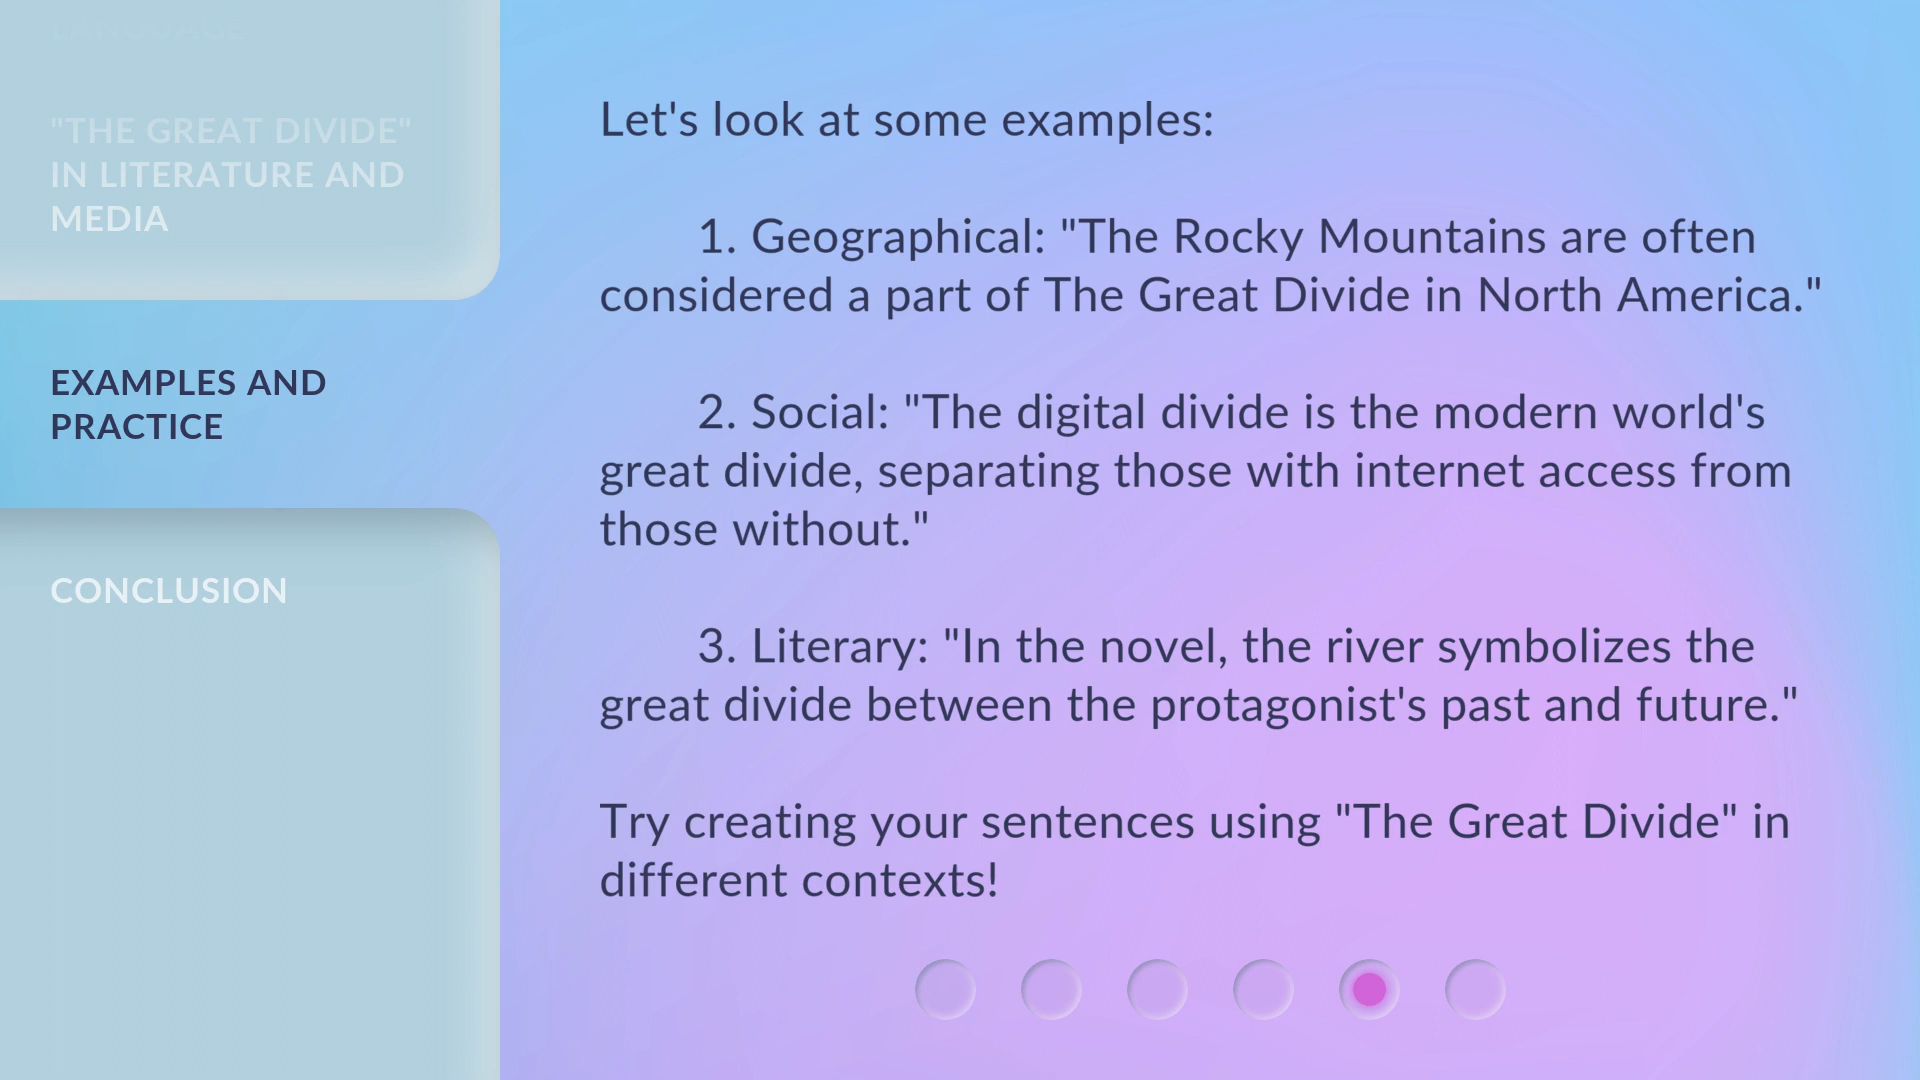 LANGUAGE
"THE GREAT DIVIDE"
IN LITERATURE AND
MEDIA
EXAMPLES AND
PRACTICE
CONCLUSION
Let's look at some examples:
1. Geographical: "The Rocky Mountains are often
considered a part of The Great Divide in North America."
2. Social: "The digital divide is the modern world's
great divide, separating those with internet access from
those without."
3. Literary: "In the novel, the river symbolizes the
great divide between the protagonist's past and future."
Try creating your sentences using "The Great Divide" in
different contexts!